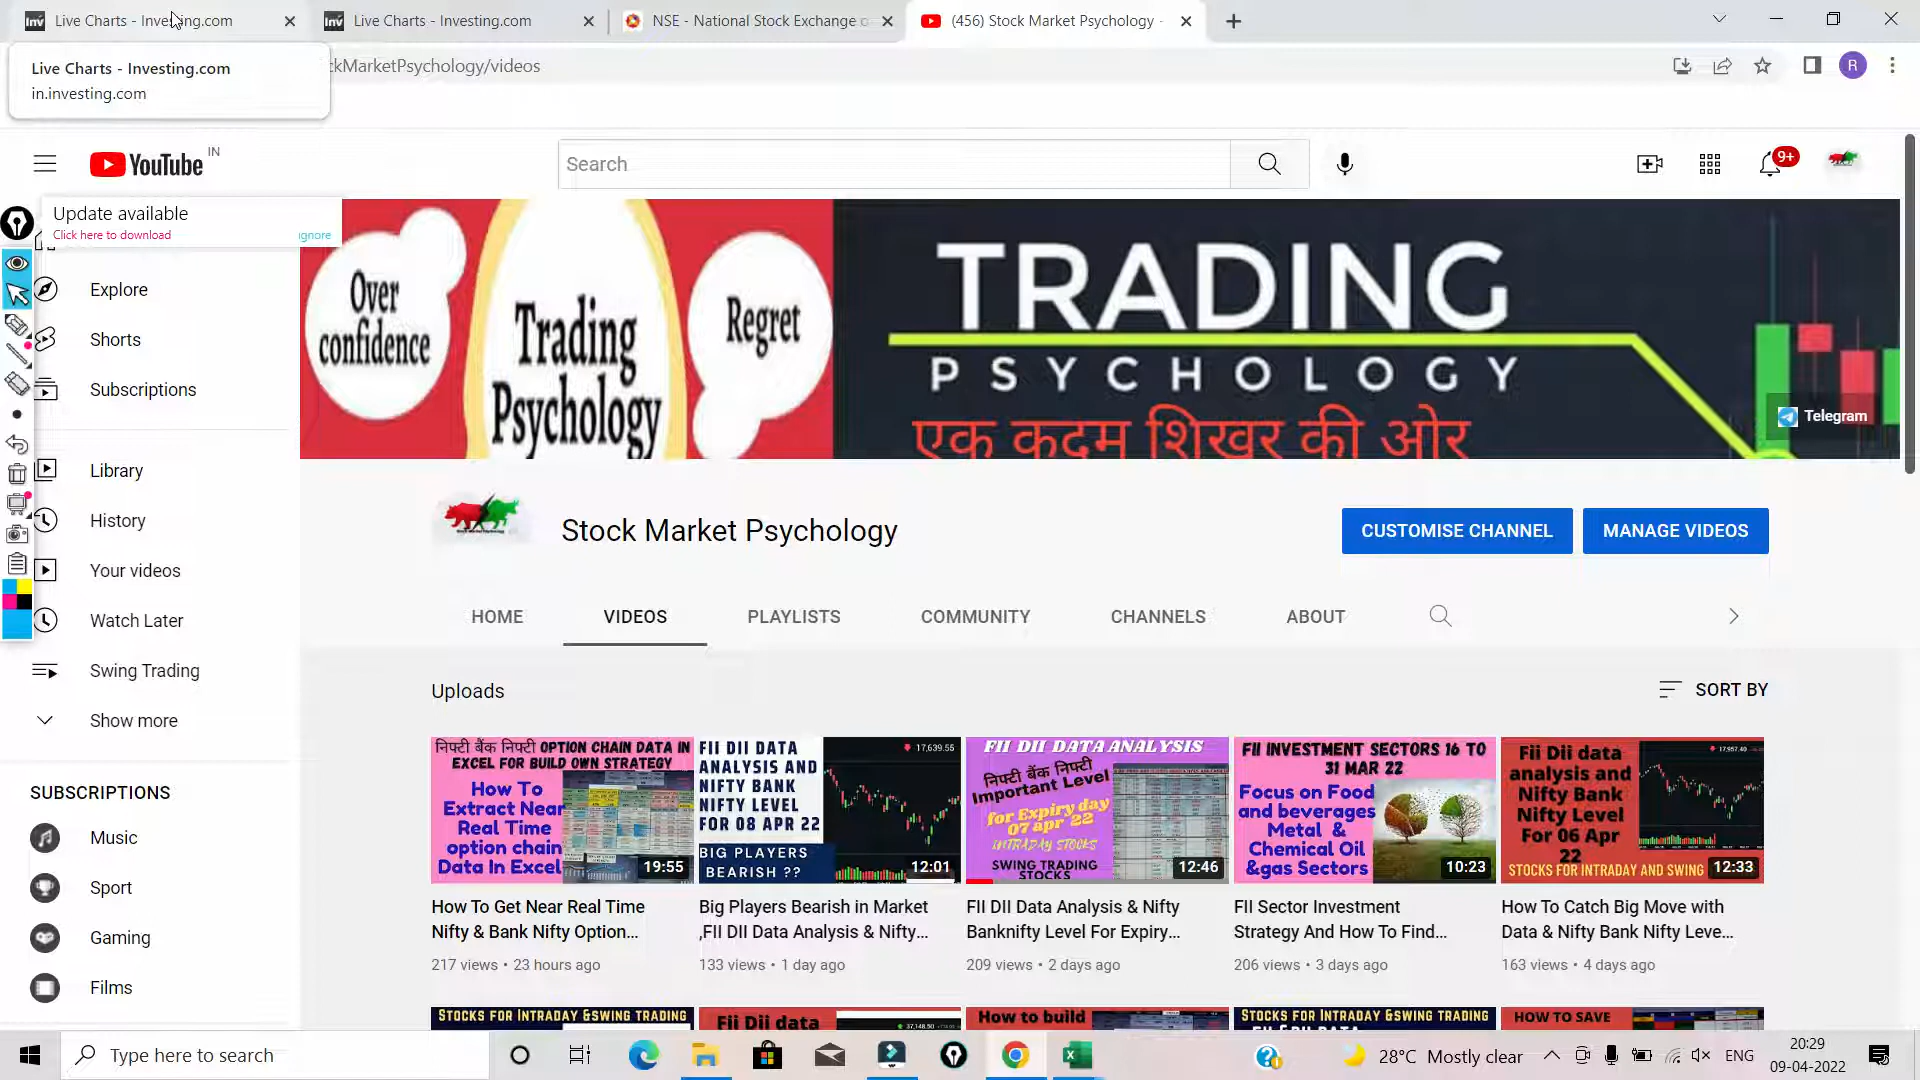 Live Charts - Investing.com
Live Charts - Investing.com
NSE - National Stock Exchange
(456) Stock Market Psychology -
Live Charts - Investing.com
in.investing.com
ckMarketPsychology/videos
R
YouTube IN
Search
9+
Update available
Click here to download
ignore
Explore
Shorts
Subscriptions
Library
History
Your videos
Watch Later
Swing Trading
Show more
SUBSCRIPTIONS
Music
Sport
Gaming
Films
Over
confidence
Trading
Psychology
Regret
TRADING
PSYCHOLOGY
एक कदम शिखर की ओर
Telegram
Stock Market Psychology
CUSTOMISE CHANNEL
MANAGE VIDEOS
HOME
VIDEOS
PLAYLISTS
COMMUNITY
CHANNELS
ABOUT
Uploads
SORT BY
निफ्टी बैंक निफ्टी OPTION CHAIN DATA IN
EXCEL FOR BUILD OWN STRATEGY
How To
Extract Near
Real Time
option chain
Data In Excel
19:55
How To Get Near Real Time
Nifty & Bank Nifty Option...
217 views • 23 hours ago
FII DII DATA
ANALYSIS AND
NIFTY BANK
NIFTY LEVEL
FOR 08 APR 22
BIG PLAYERS
BEARISH ??
17,639.55
12:01
Big Players Bearish in Market
,FII DII Data Analysis & Nifty...
133 views • 1 day ago
FII DII DATA ANALYSIS
निफ्टी बैंक निफ्टी
Important Level
for Expiry day
07 apr 22
INTRADAY STOCKS
SWING TRADING
STOCKS
12:46
FII DII Data Analysis & Nifty
Banknifty Level For Expiry...
209 views • 2 days ago
FII INVESTMENT SECTORS 16 TO
31 MAR 22
Focus on Food
and beverages
Metal &
Chemical Oil
&gas Sectors
10:23
FII Sector Investment
Strategy And How To Find...
206 views • 3 days ago
Fii Dii data
analysis and
Nifty Bank
Nifty Level
For 06 Apr
22
STOCKS FOR INTRADAY AND SWING
17,957.40
12:33
How To Catch Big Move with
Data & Nifty Bank Nifty Leve...
163 views • 4 days ago
STOCKS FOR INTRADAY &SWING TRADING
Fii Dii data
How to build
STOCKS FOR INTRADAY &SWING TRADING
HOW TO SAVE
Type here to search
28°C Mostly clear
ENG
20:29
09-04-2022